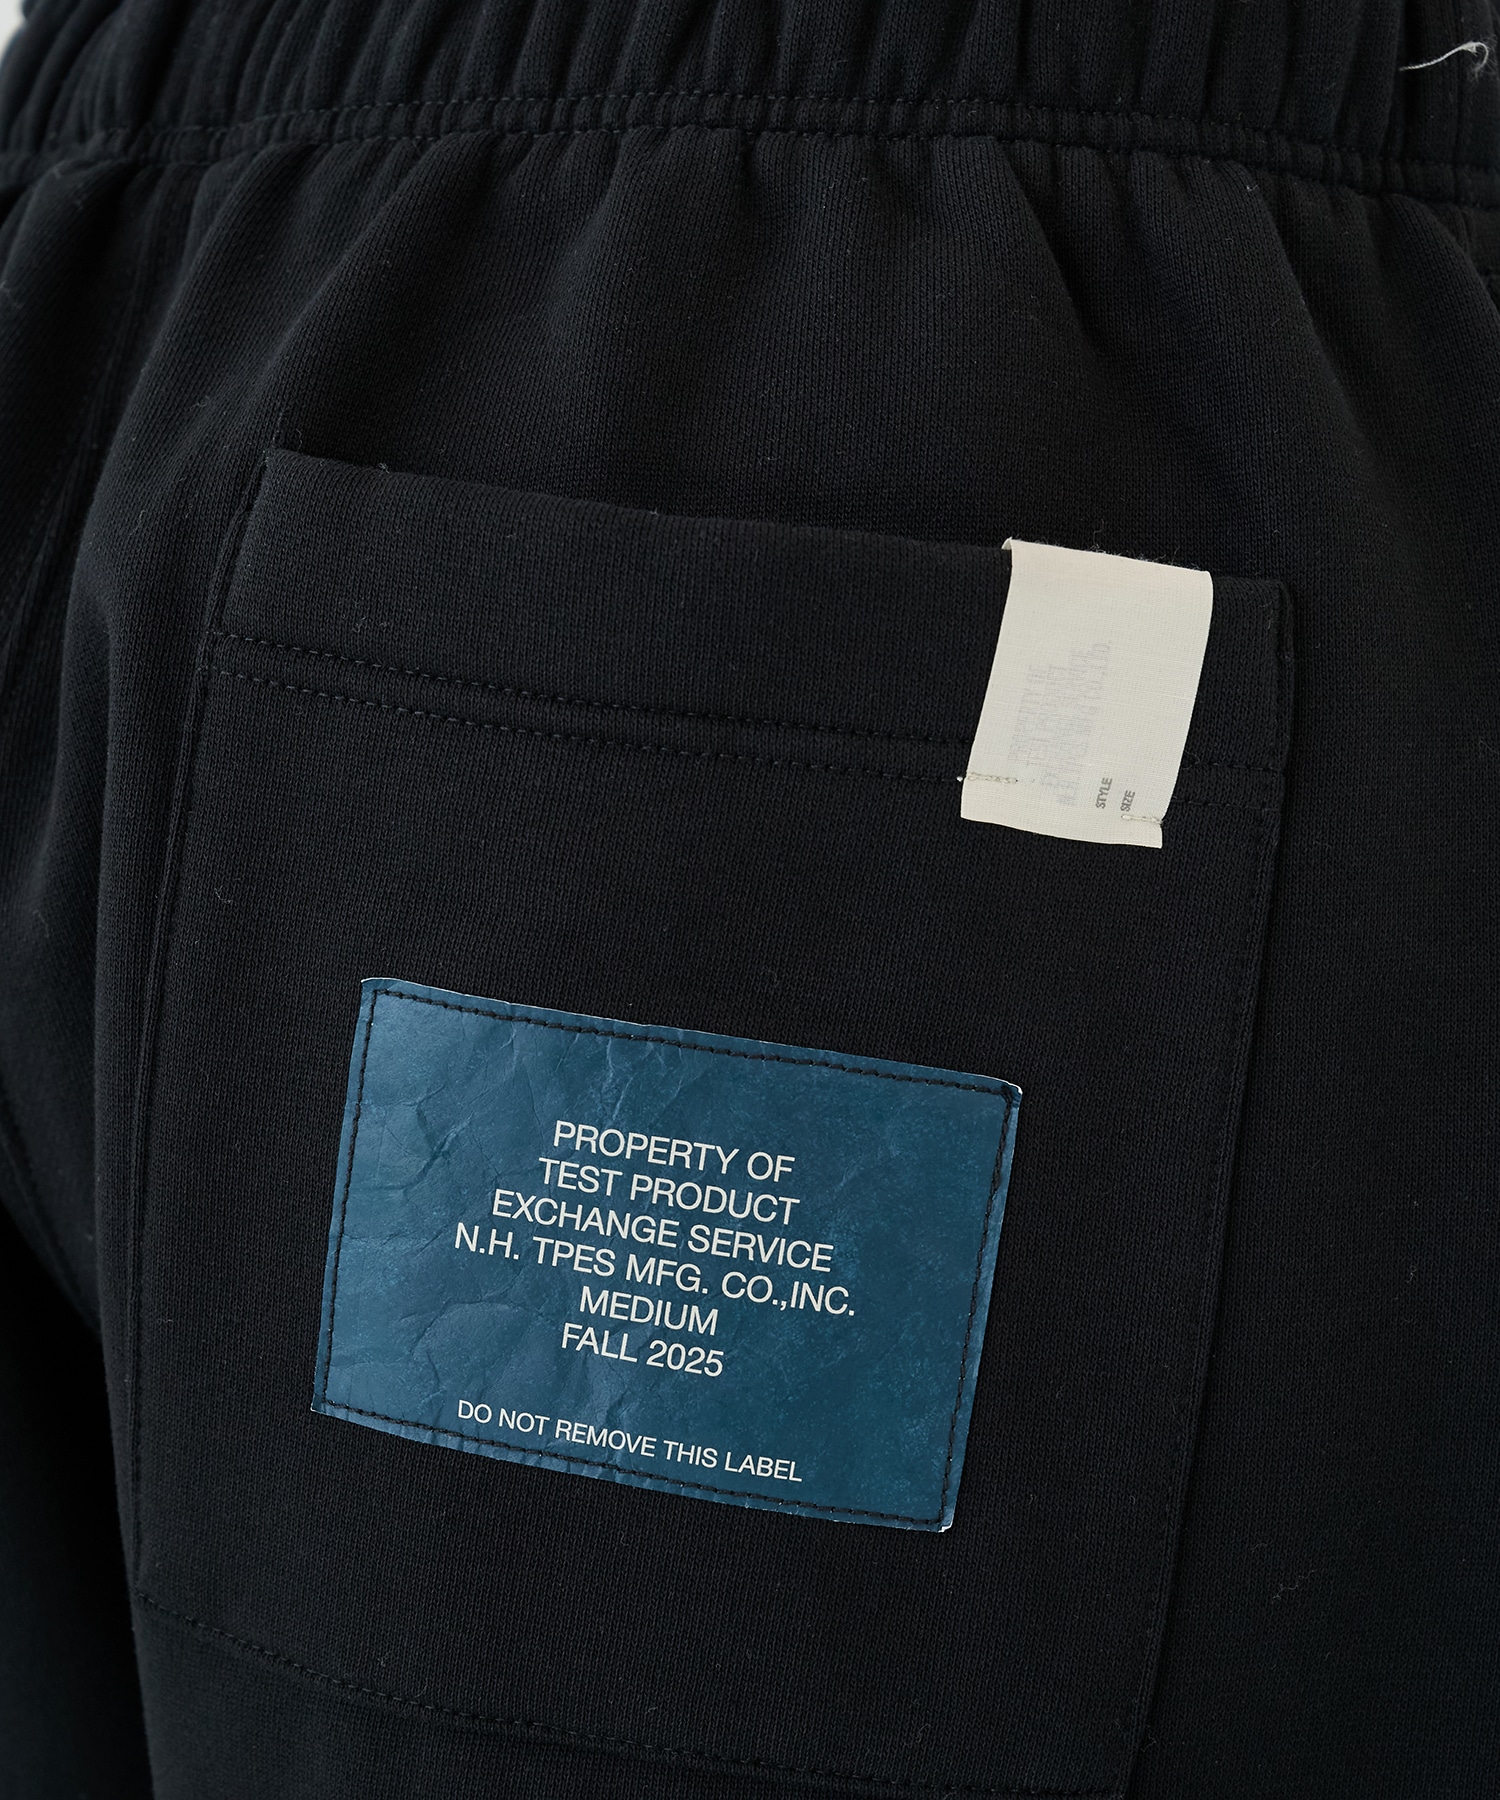 STYLE
SIZE
PROPERTY OF
TEST PRODUCT
EXCHANGE SERVICE
N.H. TPES MFG. CO.,INC.
MEDIUM
FALL 2025
DO NOT REMOVE THIS LABEL